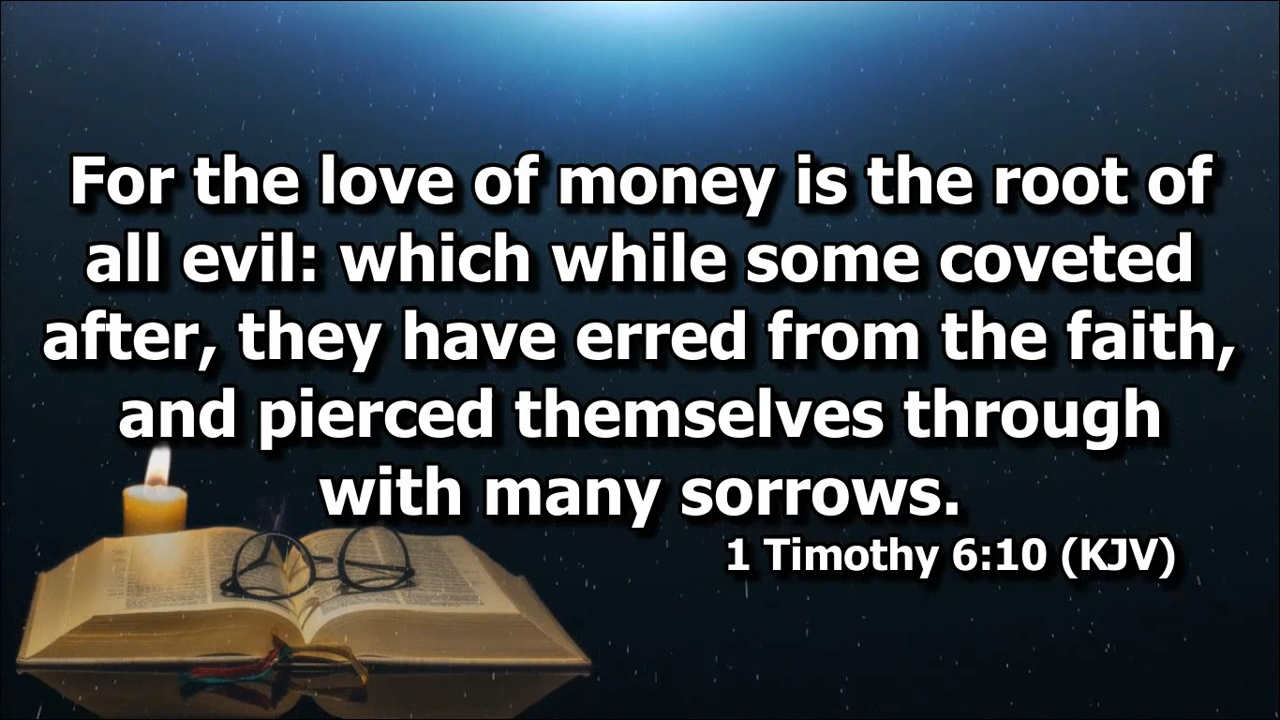 For the love of money is the root of
all evil: which while some coveted
after, they have erred from the faith,
and pierced themselves through
with many sorrows.
1 Timothy 6:10 (KJV)